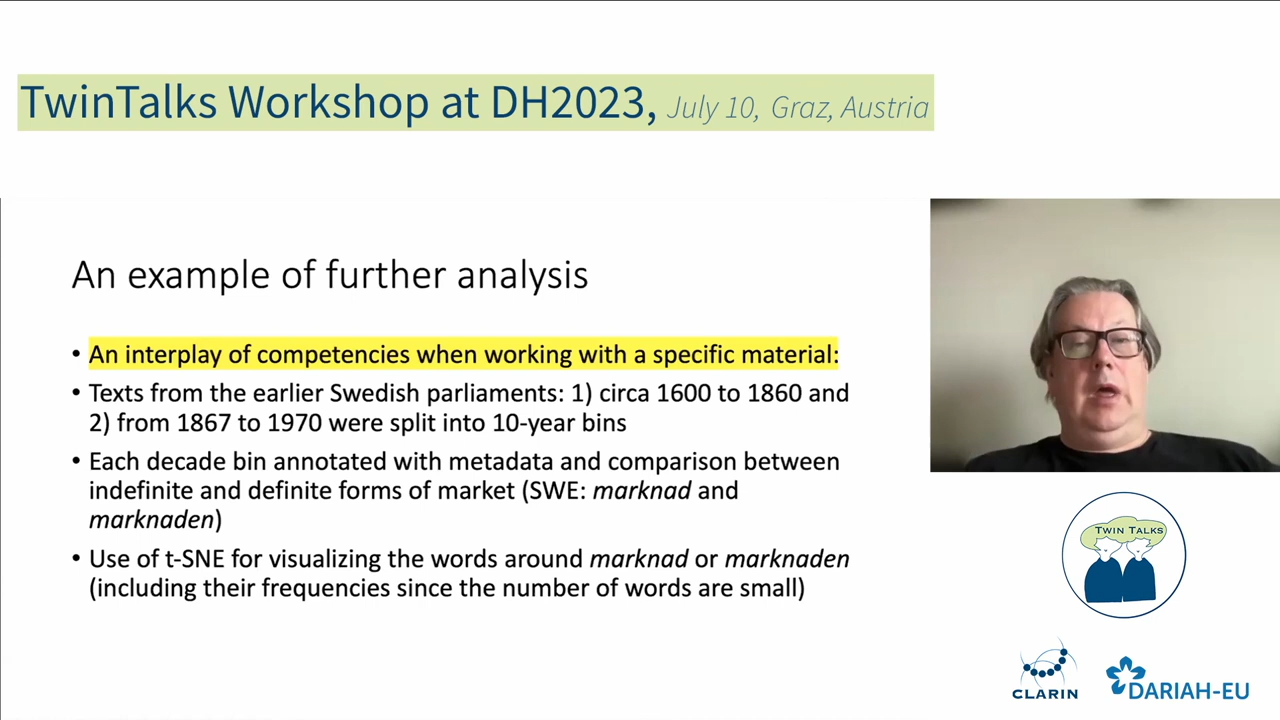 TwinTalks Workshop at DH2023, July 10, Graz, Austria
An example of further analysis
• An interplay of competencies when working with a specific material:
• Texts from the earlier Swedish parliaments: 1) circa 1600 to 1860 and
2) from 1867 to 1970 were split into 10-year bins
• Each decade bin annotated with metadata and comparison between
indefinite and definite forms of market (SWE: marknad and
marknaden)
• Use of t-SNE for visualizing the words around marknad or marknaden
(including their frequencies since the number of words are small)
TWIN TALKS
CLARIN
DARIAH-EU